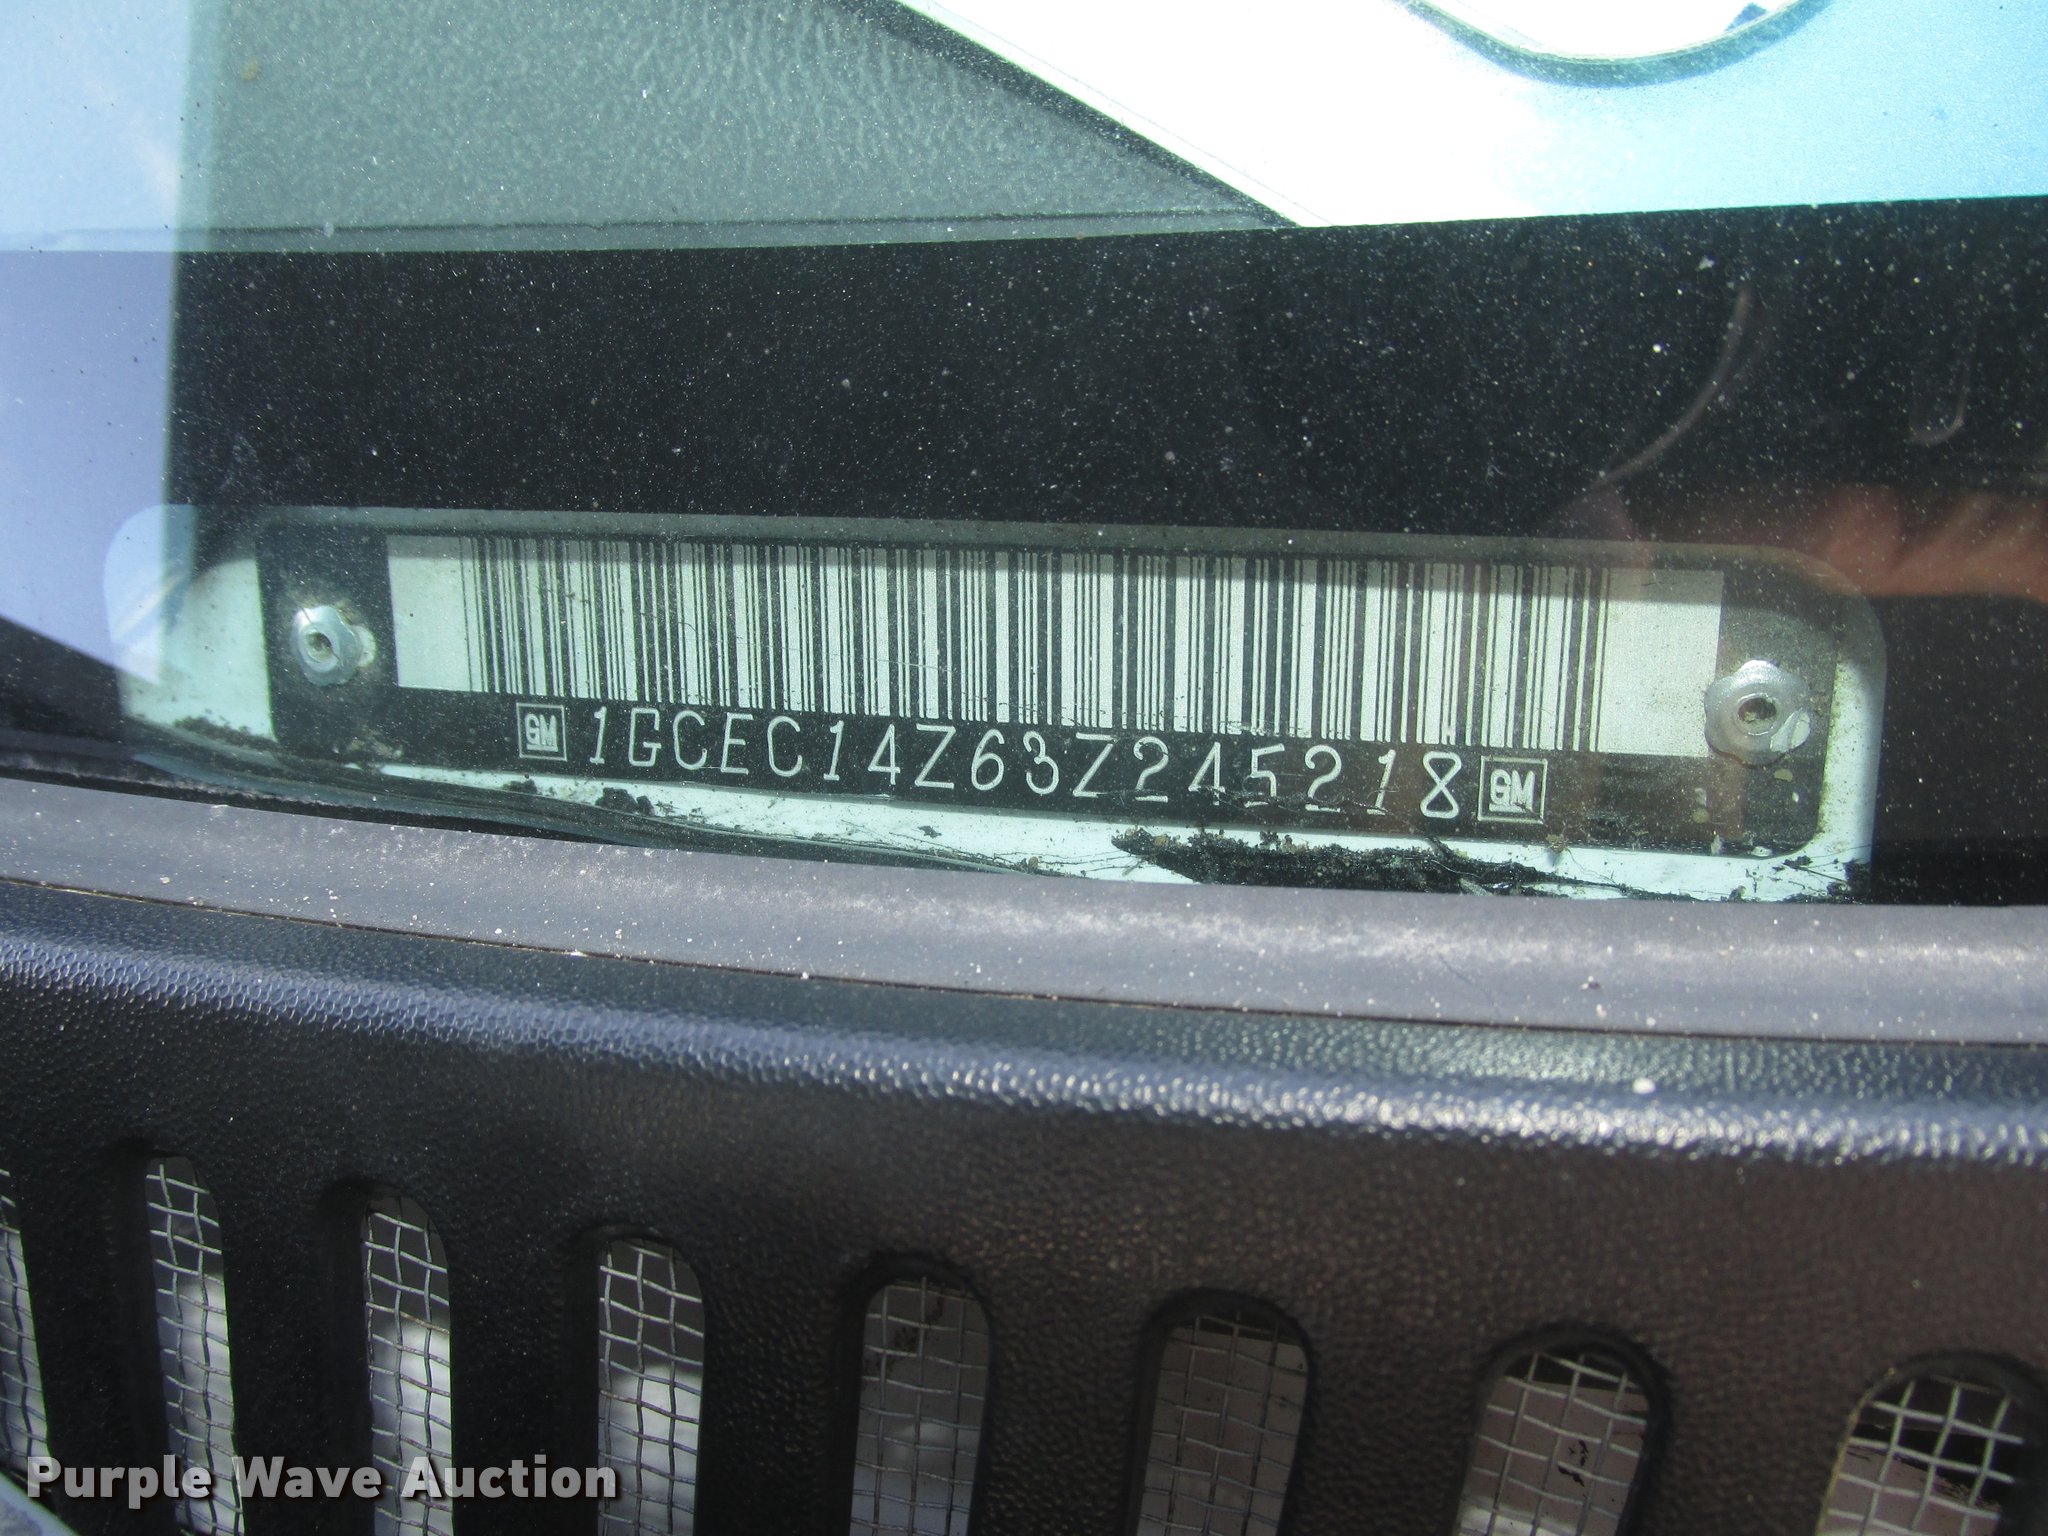 GM 1GCEC14Z63Z245218 GM
Purple Wave Auction